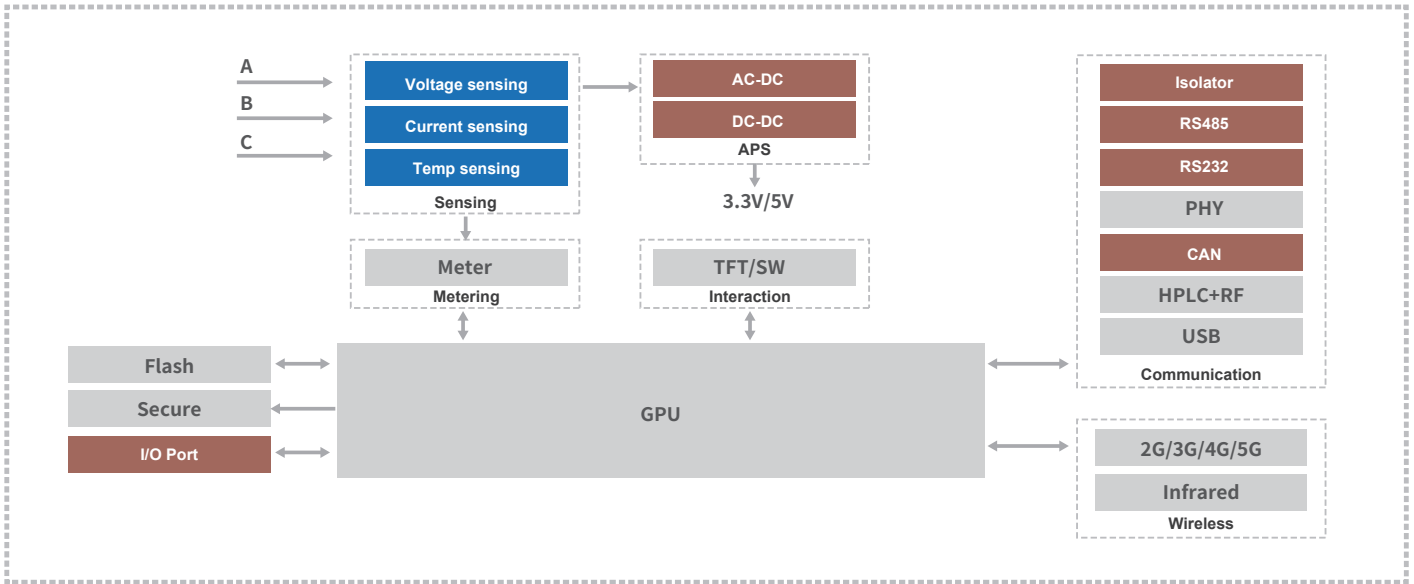 A
B
C
Voltage sensing
Current sensing
Temp sensing
Sensing
AC-DC
DC-DC
APS
3.3V/5V
Meter
Metering
TFT/SW
Interaction
Isolator
RS485
RS232
PHY
CAN
HPLC+RF
USB
Communication
Flash
Secure
I/O Port
GPU
2G/3G/4G/5G
Infrared
Wireless